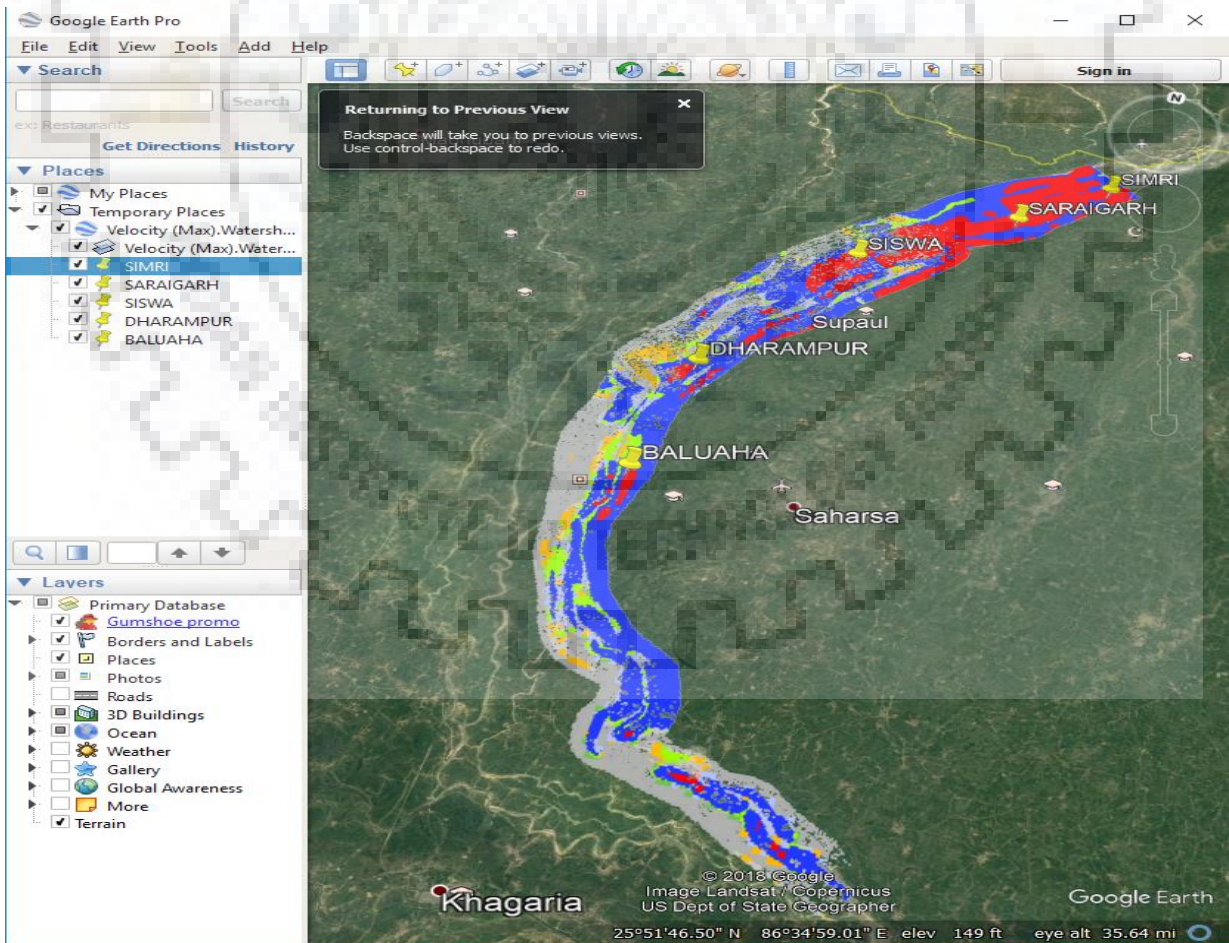 Google Earth Pro
File Edit View Tools Add Help
Search
Sign in
Search
ex: Restaurants
Get Directions History
Returning to Previous View
Backspace will take you to previous views.
Use control-backspace to redo.
N
Places
My Places
Temporary Places
Velocity (Max).Watersh...
Velocity (Max).Water...
SIMRI
SARAIGARH
SISWA
DHARAMPUR
BALUAHA
SIMRI
SARAIGARH
SISWA
Supaul
DHARAMPUR
BALUAHA
Saharsa
Layers
Primary Database
Gumshoe promo
Borders and Labels
Places
Photos
Roads
3D Buildings
Ocean
Weather
Gallery
Global Awareness
More
Terrain
Khagaria
© 2018 Google
Image Landsat / Copernicus
US Dept of State Geographer
Google Earth
25°51'46.50" N 86°34'59.01" E elev 149 ft eye alt 35.64 mi